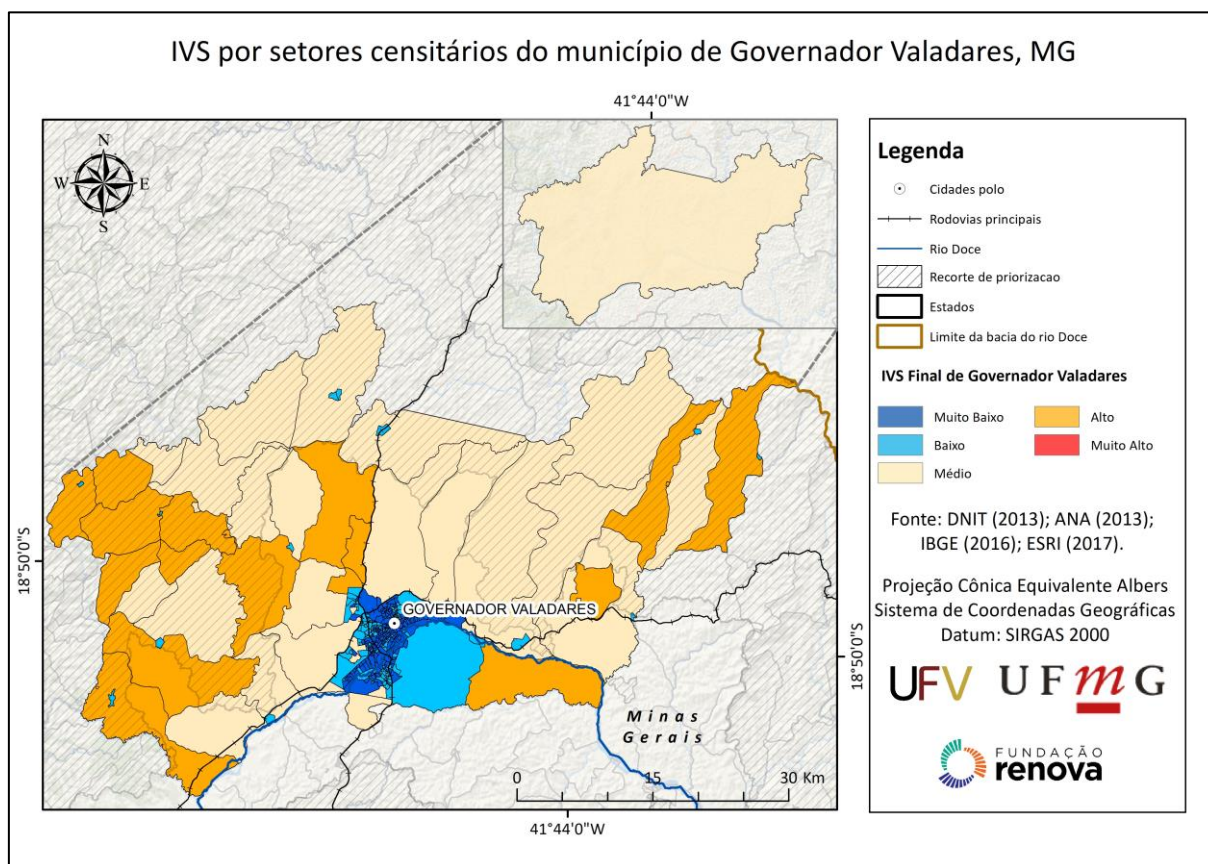 IVS por setores censitários do município de Governador Valadares, MG
41°44'0"W
N
W E
S
18°50'0"S
GOVERNADOR VALADARES
18°50'0"S
Minas
Gerais
0 15 30 Km
41°44'0"W
Legenda
Cidades polo
Rodovias principais
Rio Doce
Recorte de priorizacao
Estados
Limite da bacia do rio Doce
IVS Final de Governador Valadares
Muito Baixo Alto
Baixo Muito Alto
Médio
Fonte: DNIT (2013); ANA (2013);
IBGE (2016); ESRI (2017).
Projeção Cônica Equivalente Albers
Sistema de Coordenadas Geográficas
Datum: SIRGAS 2000
UFV UFmG
FUNDAÇÃO
renova